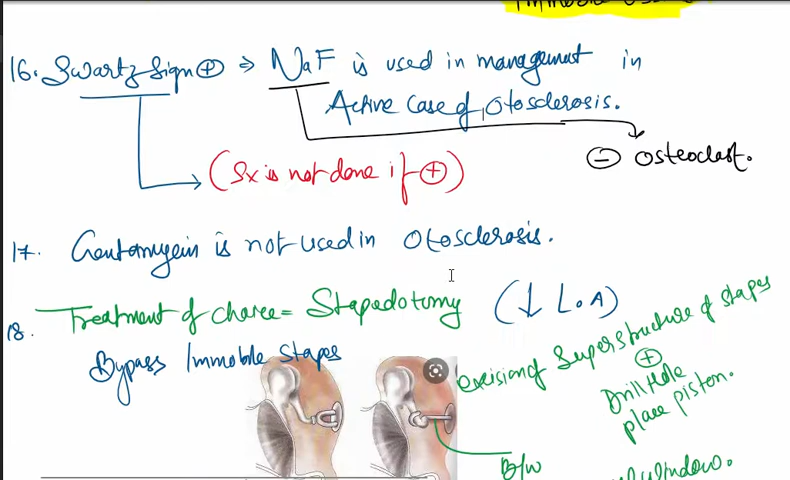 16. Swartz Sign ⊕ ⇒ NaF is used in management in
Active case of Otosclerosis.
⊖ Osteoclast.
(Sx is not done if ⊕)
17. Gentamycin is not used in Otosclerosis.
18. Treatment of choice = Stapedotomy (↓ L.A)
Bypass Immobile Stapes
excision of Superstructure of stapes
⊕
Drill Hole
place piston.
B/w